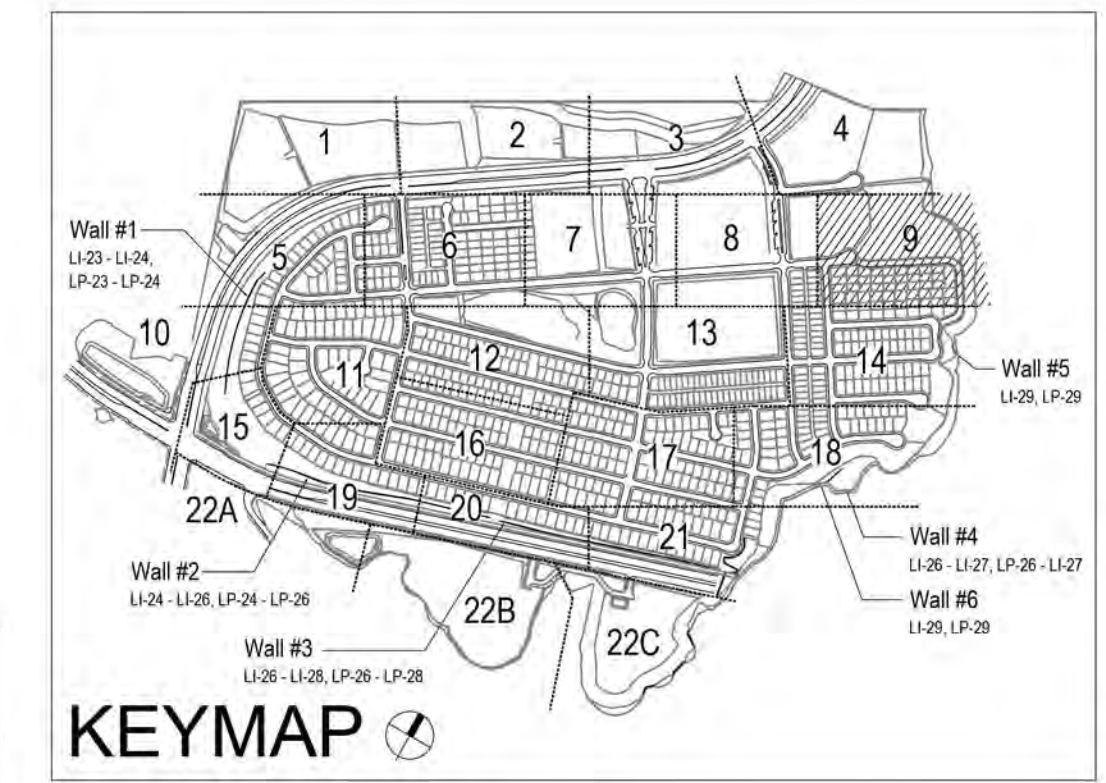 1
2
3
4
Wall #1
LI-23 - LI-24,
LP-23 - LP-24
5
6
7
8
9
10
11
12
13
14
Wall #5
LI-29, LP-29
15
16
17
18
19
20
21
22A
Wall #2
LI-24 - LI-26, LP-24 - LP-26
22B
22C
Wall #4
LI-26 - LI-27, LP-26 - LI-27
Wall #6
LI-29, LP-29
Wall #3
LI-26 - LI-28, LP-26 - LP-28
KEYMAP